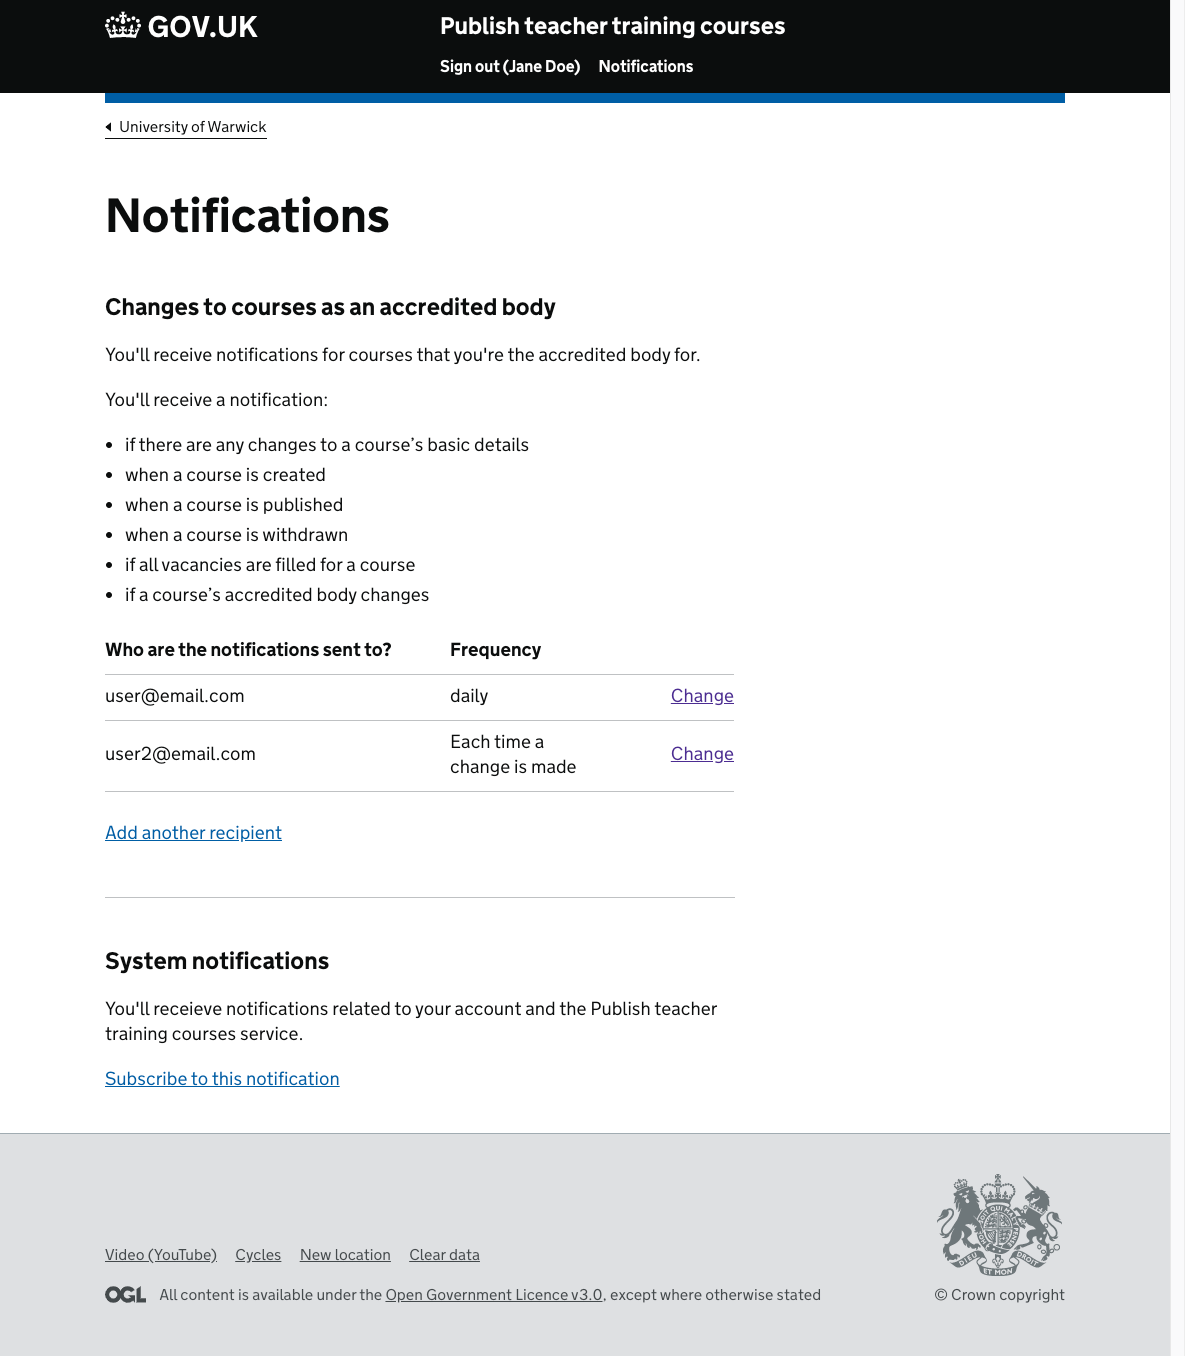 GOV.UK
Publish teacher training courses
Sign out (Jane Doe) Notifications
University of Warwick
Notifications
Changes to courses as an accredited body
You'll receive notifications for courses that you're the accredited body for.
You'll receive a notification:
• if there are any changes to a course’s basic details
• when a course is created
• when a course is published
• when a course is withdrawn
• if all vacancies are filled for a course
• if a course’s accredited body changes
Who are the notifications sent to? Frequency
user@email.com daily Change
user2@email.com Each time a change is made Change
Add another recipient
System notifications
You'll receieve notifications related to your account and the Publish teacher
training courses service.
Subscribe to this notification
Video (YouTube) Cycles New location Clear data
OGL All content is available under the Open Government Licence v3.0, except where otherwise stated
DIEU ET MON DROIT
© Crown copyright